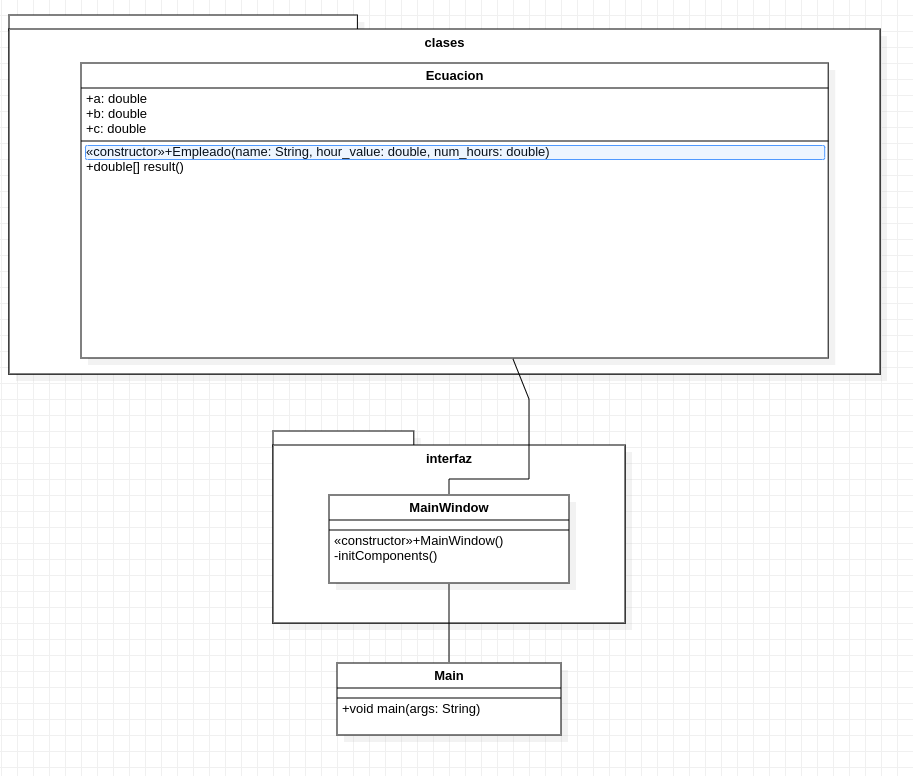 clases
Ecuacion
+a: double
+b: double
+c: double
«constructor»+Empleado(name: String, hour_value: double, num_hours: double)
+double[] result()
interfaz
MainWindow
«constructor»+MainWindow()
-initComponents()
Main
+void main(args: String)